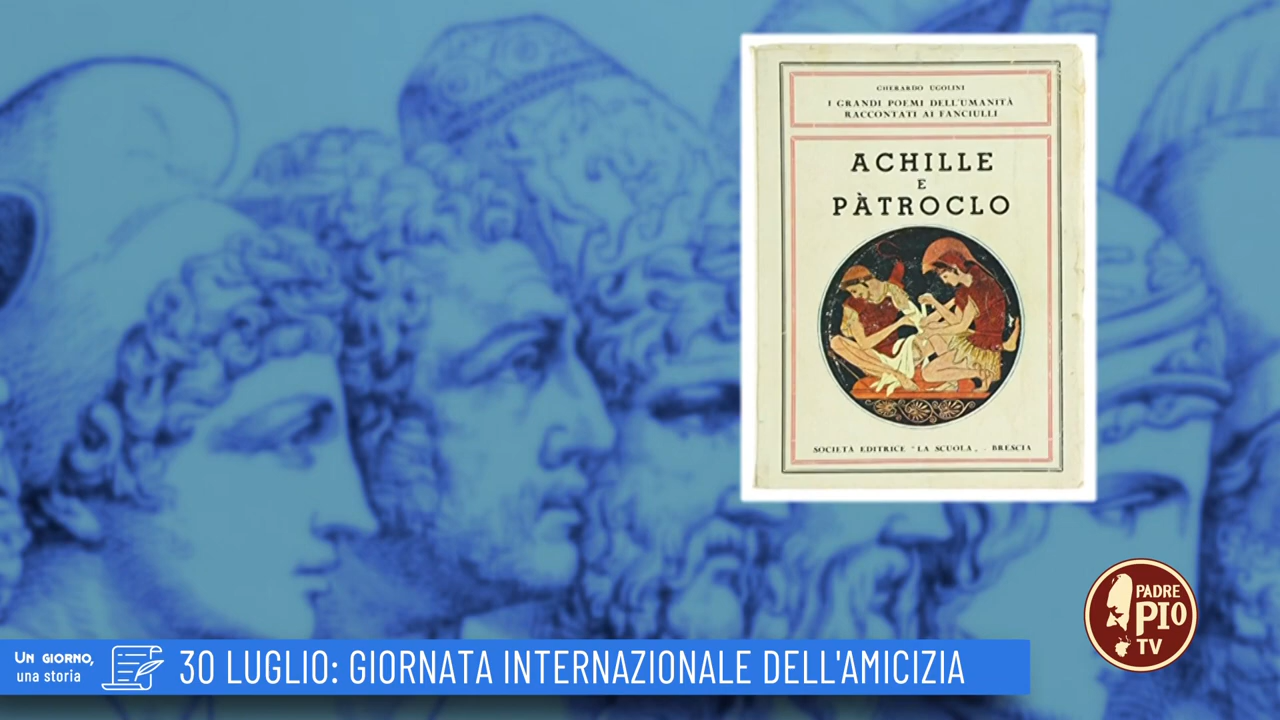 GHERARDO UGOLINI
I GRANDI POEMI DELL'UMANITÀ
RACCONTATI AI FANCIULLI
ACHILLE
E
PÀTROCLO
SOCIETÀ EDITRICE "LA SCUOLA„ - BRESCIA
PADRE
PIO
TV
UN GIORNO,
una storia
30 LUGLIO: GIORNATA INTERNAZIONALE DELL'AMICIZIA